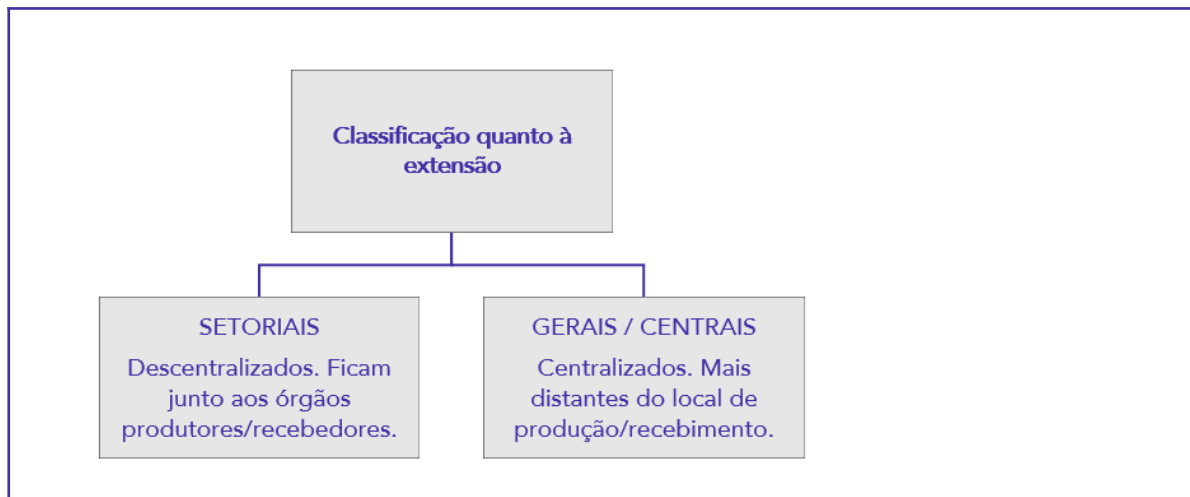 Classificação quanto à
extensão
SETORIAIS
Descentralizados. Ficam
junto aos órgãos
produtores/recebedores.
GERAIS / CENTRAIS
Centralizados. Mais
distantes do local de
produção/recebimento.